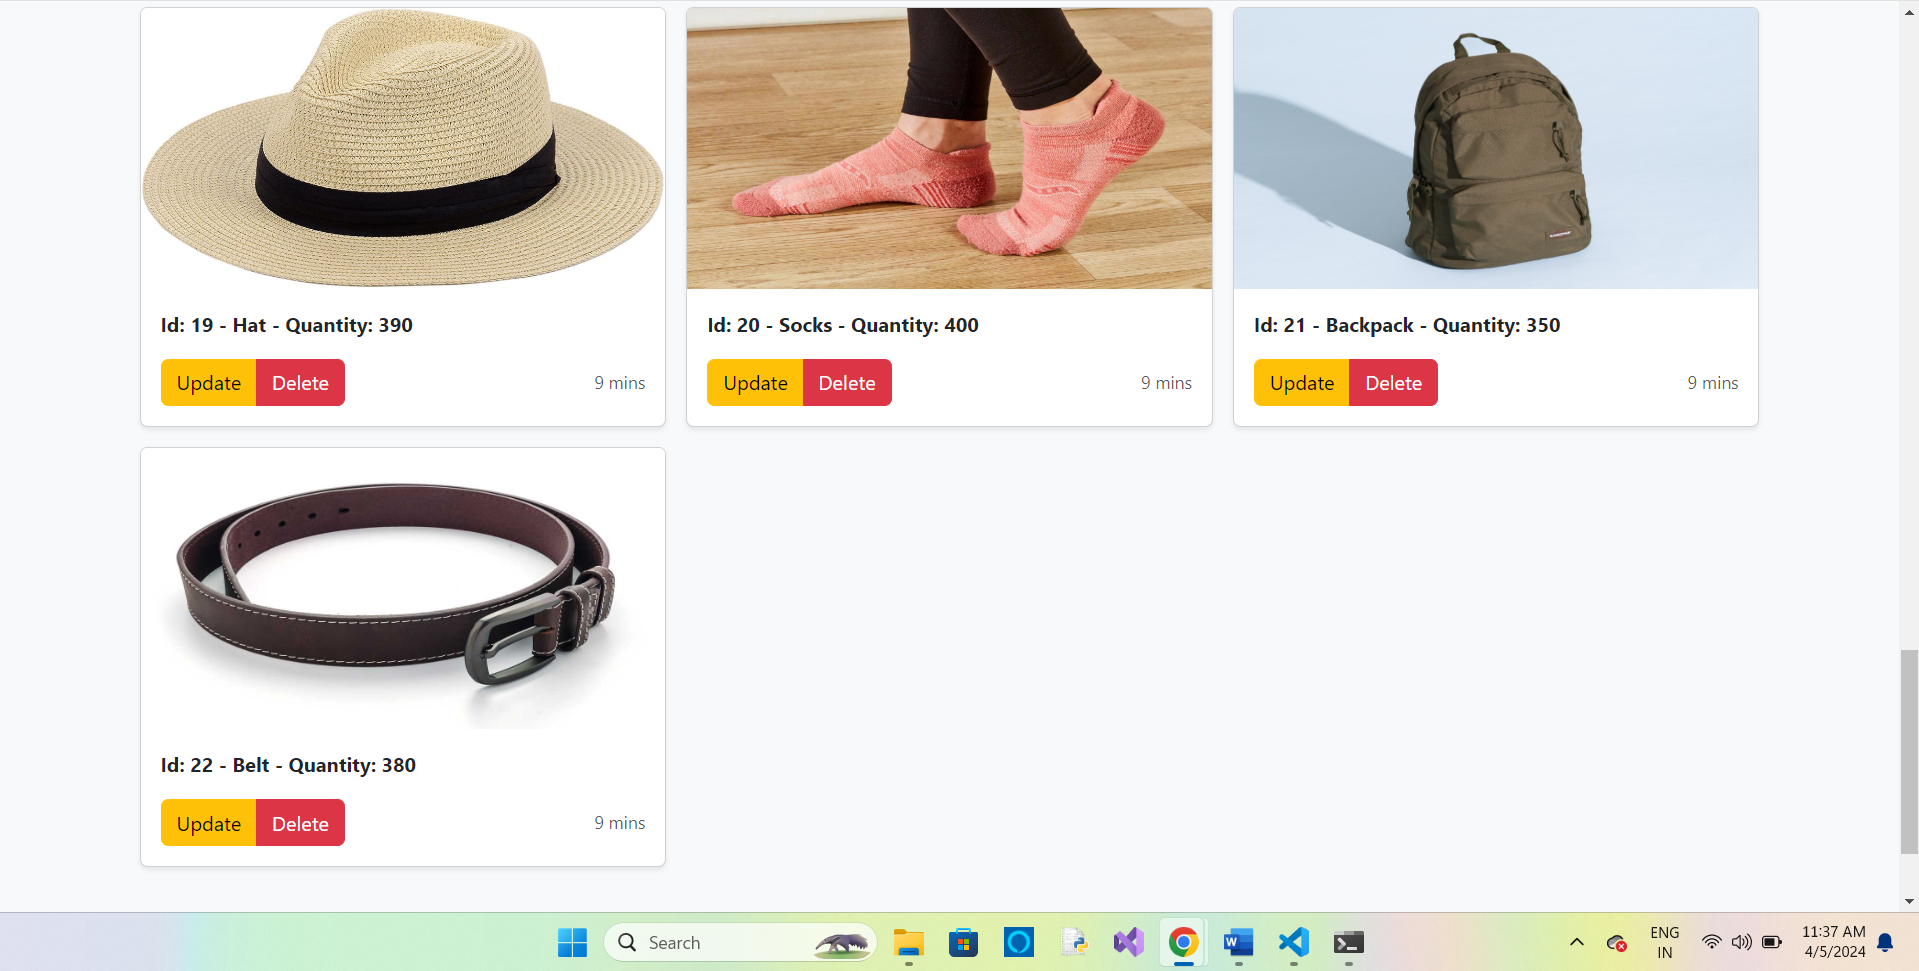 Id: 19 - Hat - Quantity: 390
Update Delete 9 mins
Id: 20 - Socks - Quantity: 400
Update Delete 9 mins
Id: 21 - Backpack - Quantity: 350
Update Delete 9 mins
Id: 22 - Belt - Quantity: 380
Update Delete 9 mins
Search
ENG
IN
11:37 AM
4/5/2024